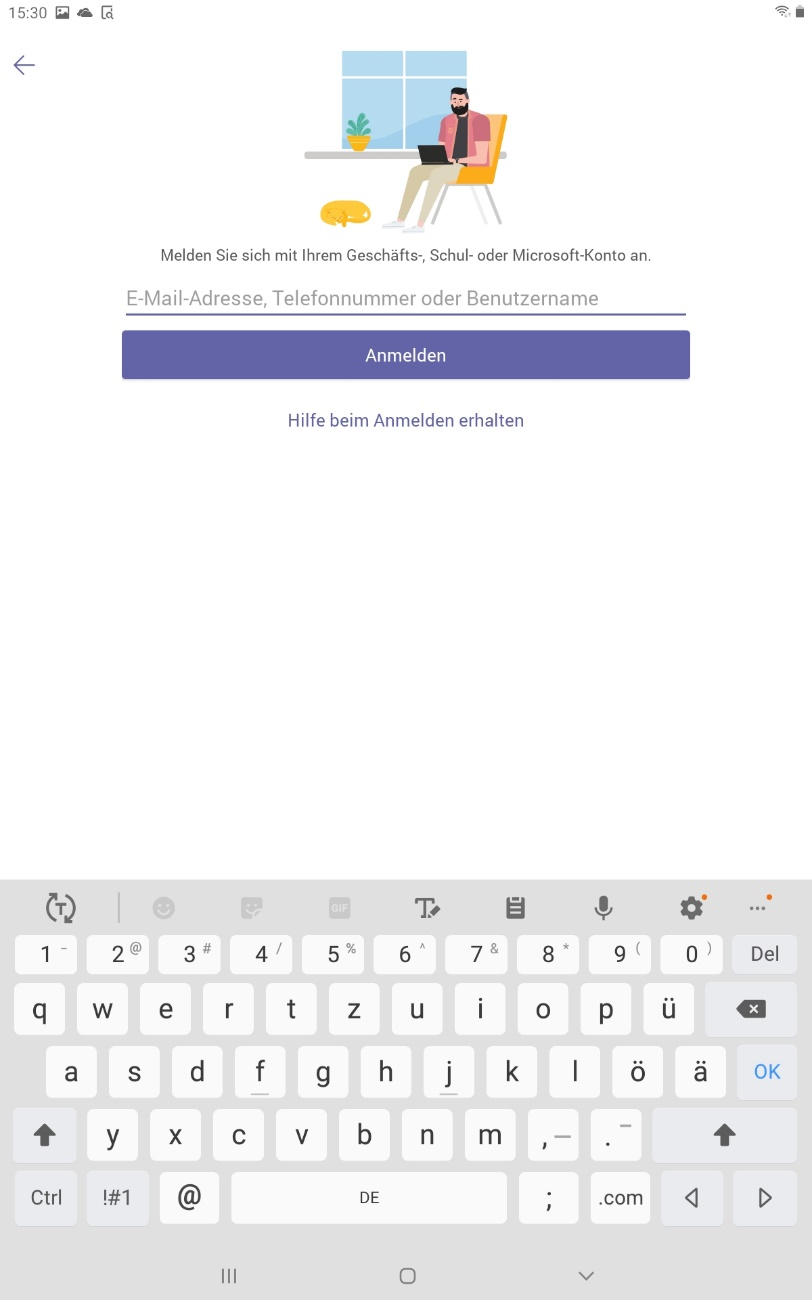 15:30
Melden Sie sich mit Ihrem Geschäfts-, Schul- oder Microsoft-Konto an.
E-Mail-Adresse, Telefonnummer oder Benutzername
Anmelden
Hilfe beim Anmelden erhalten
GIF
1 - 2 @ 3 # 4 / 5 % 6 ^ 7 & 8 * 9 ( 0 ) Del
q w e r t z u i o p ü
a s d f g h j k l ö ä OK
y x c v b n m , — . –
Ctrl !#1 @ DE ; .com